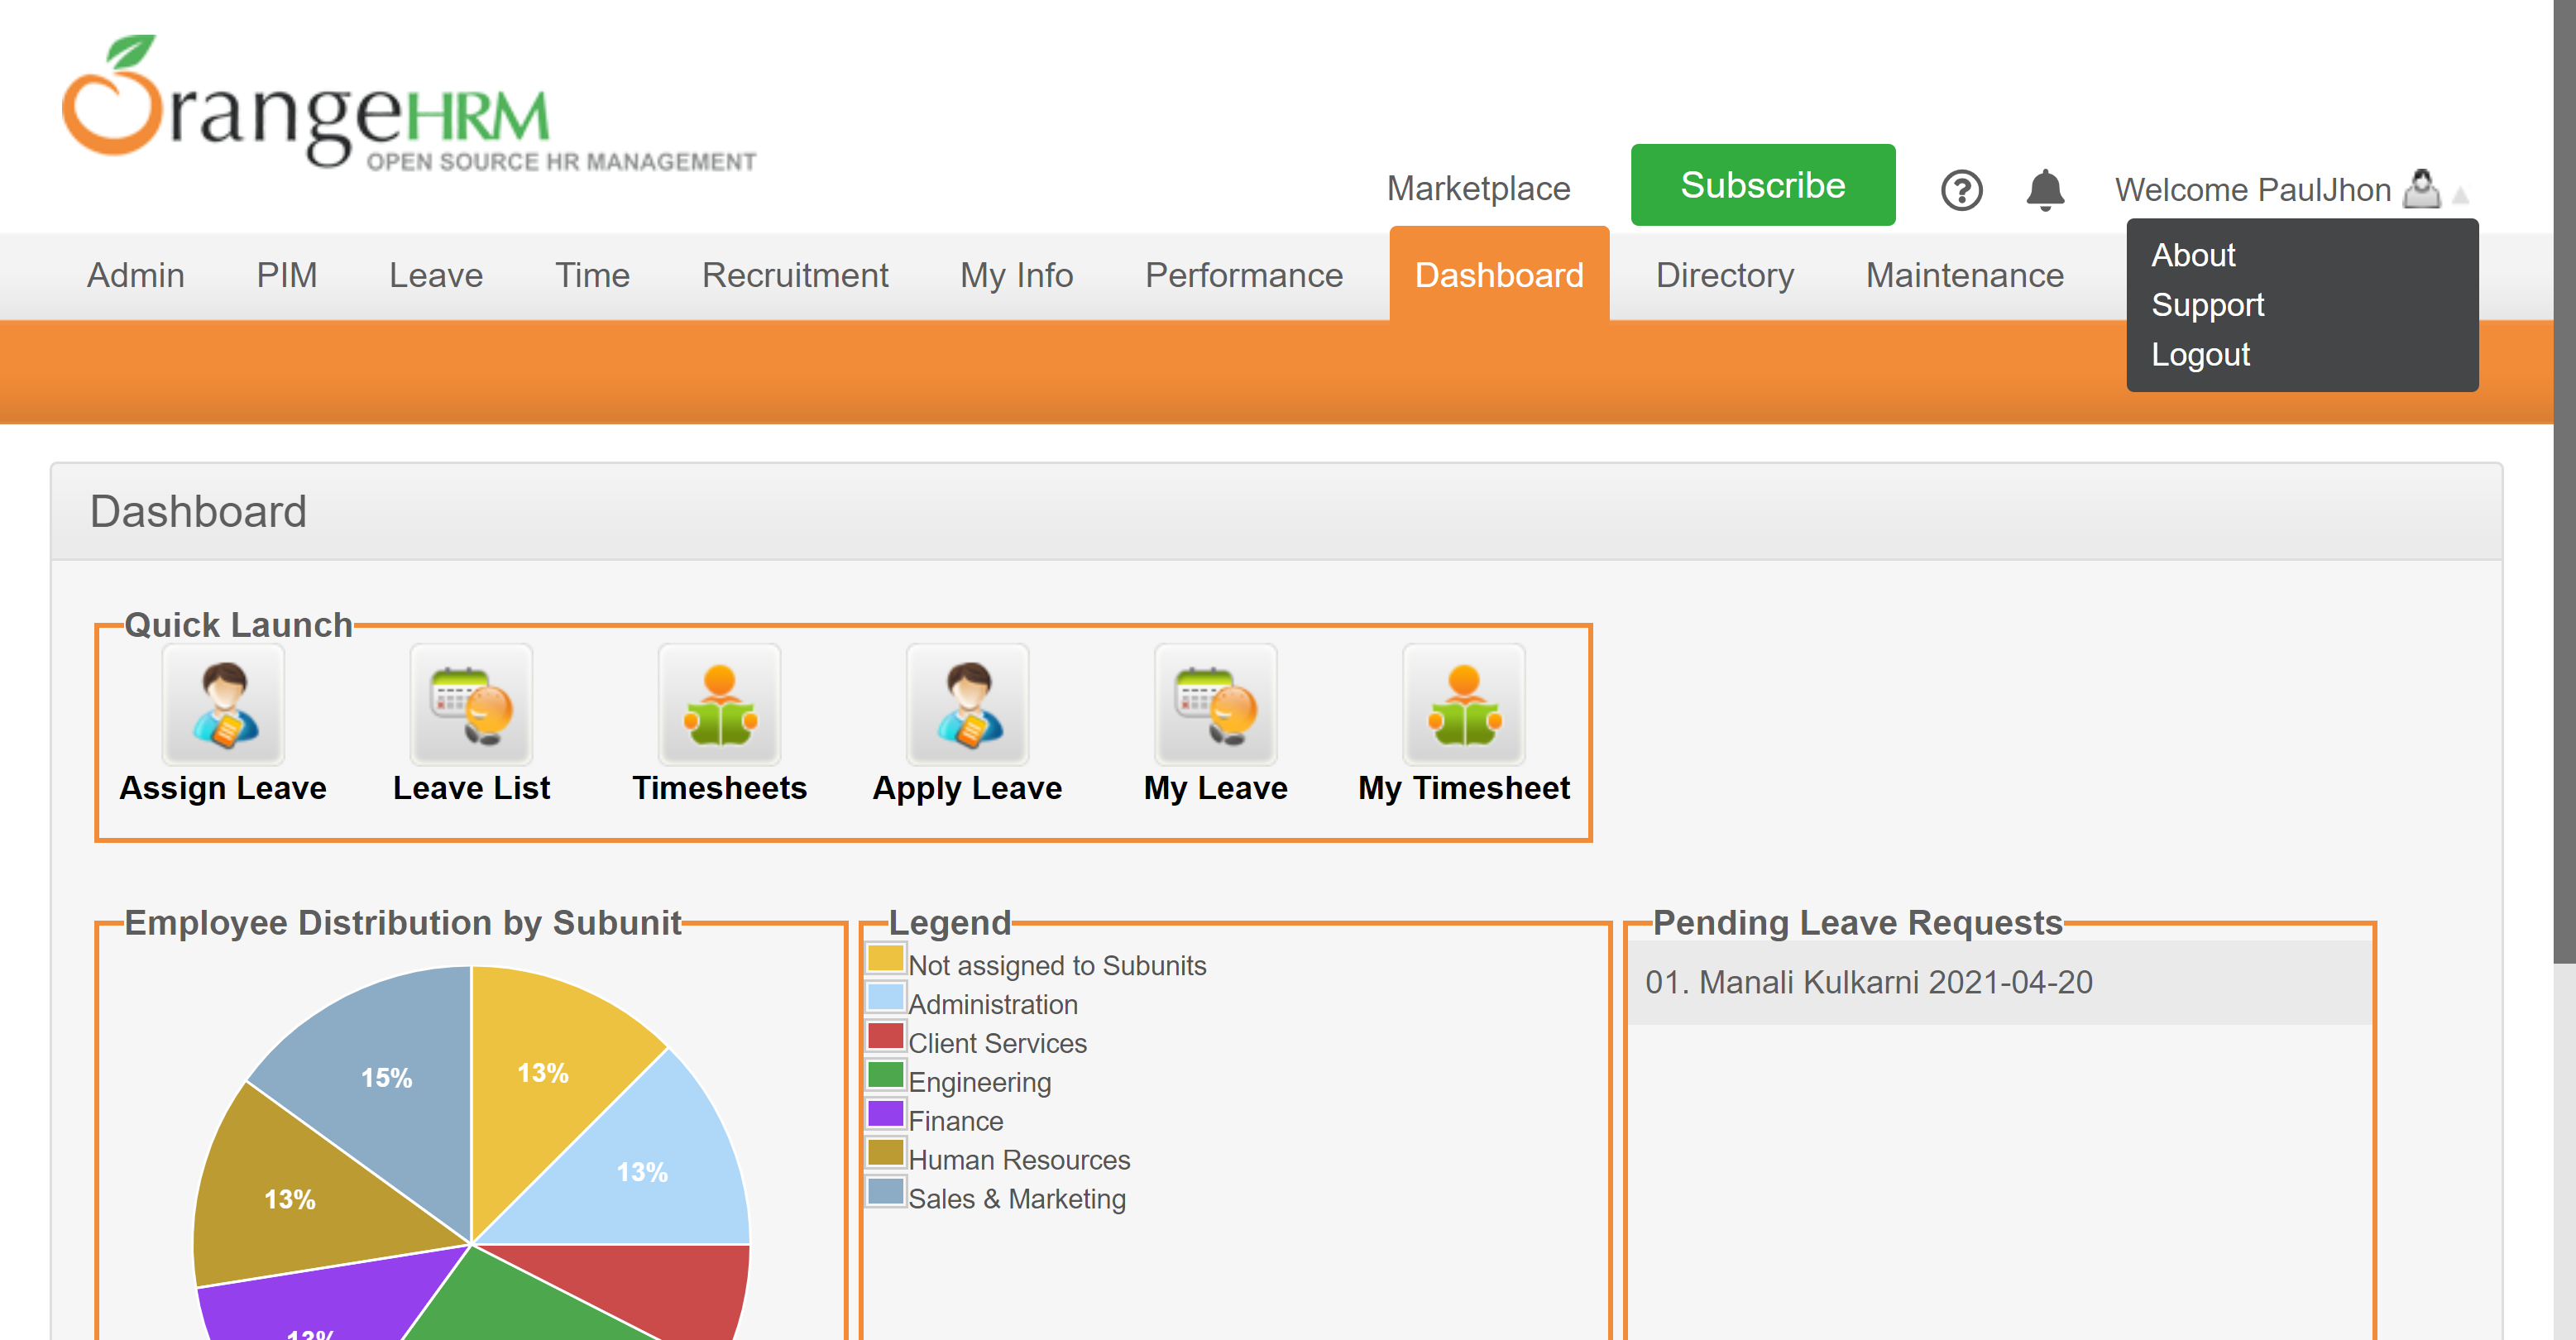 OrangeHRM
OPEN SOURCE HR MANAGEMENT
Marketplace
Subscribe
?
Welcome PaulJhon
Admin
PIM
Leave
Time
Recruitment
My Info
Performance
Dashboard
Directory
Maintenance
About
Support
Logout
Dashboard
Quick Launch
Assign Leave
Leave List
Timesheets
Apply Leave
My Leave
My Timesheet
Employee Distribution by Subunit
15%
13%
13%
13%
13%
Legend
Not assigned to Subunits
Administration
Client Services
Engineering
Finance
Human Resources
Sales & Marketing
Pending Leave Requests
01. Manali Kulkarni 2021-04-20